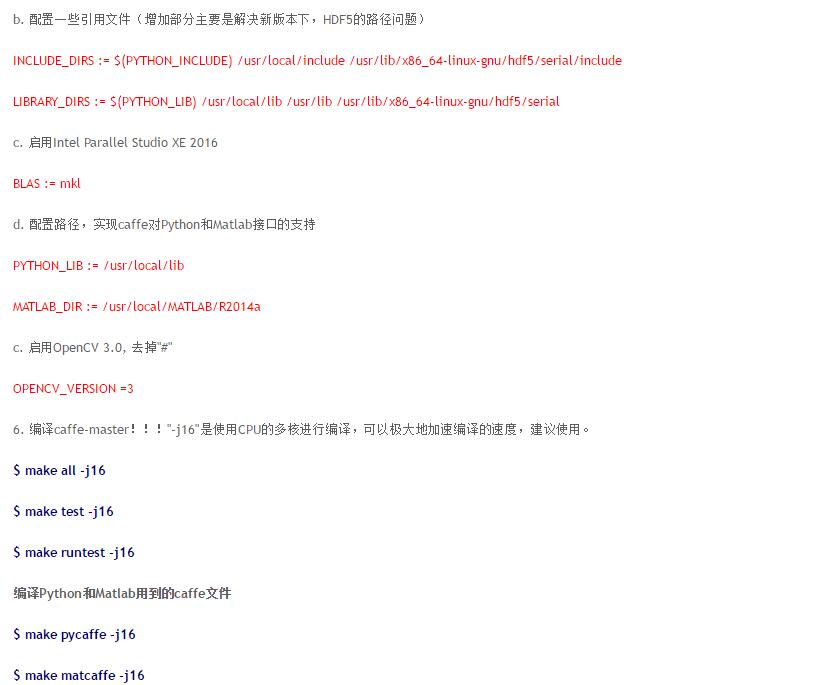 b. 配置一些引用文件（增加部分主要是解决新版本下，HDF5的路径问题）
INCLUDE_DIRS := $(PYTHON_INCLUDE) /usr/local/include /usr/lib/x86_64-linux-gnu/hdf5/serial/include
LIBRARY_DIRS := $(PYTHON_LIB) /usr/local/lib /usr/lib /usr/lib/x86_64-linux-gnu/hdf5/serial
c. 启用Intel Parallel Studio XE 2016
BLAS := mkl
d. 配置路径，实现caffe对Python和Matlab接口的支持
PYTHON_LIB := /usr/local/lib
MATLAB_DIR := /usr/local/MATLAB/R2014a
c. 启用OpenCV 3.0, 去掉"#"
OPENCV_VERSION =3
6. 编译caffe-master！！！"-j16"是使用CPU的多核进行编译，可以极大地加速编译的速度，建议使用。
$ make all -j16
$ make test -j16
$ make runtest -j16
编译Python和Matlab用到的caffe文件
$ make pycaffe -j16
$ make matcaffe -j16